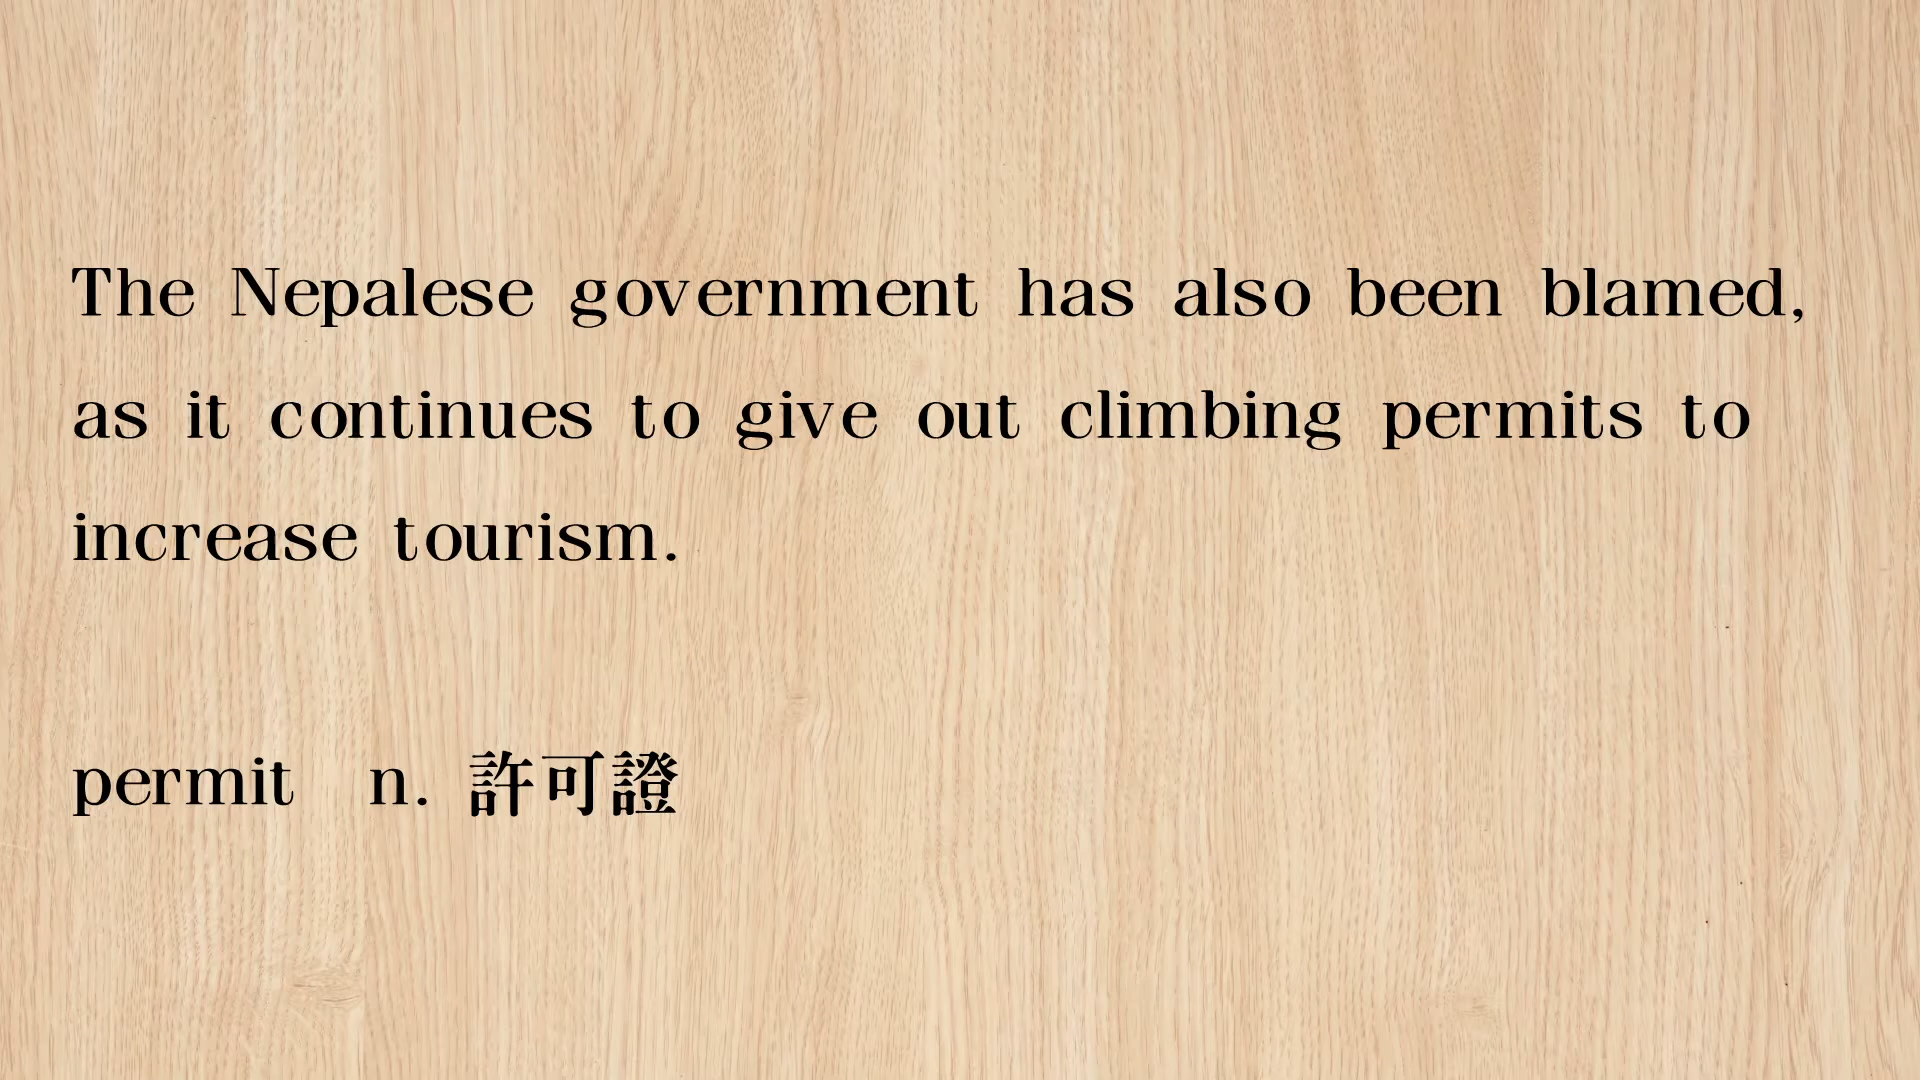 The Nepalese government has also been blamed,
as it continues to give out climbing permits to
increase tourism.
permit n. 許可證